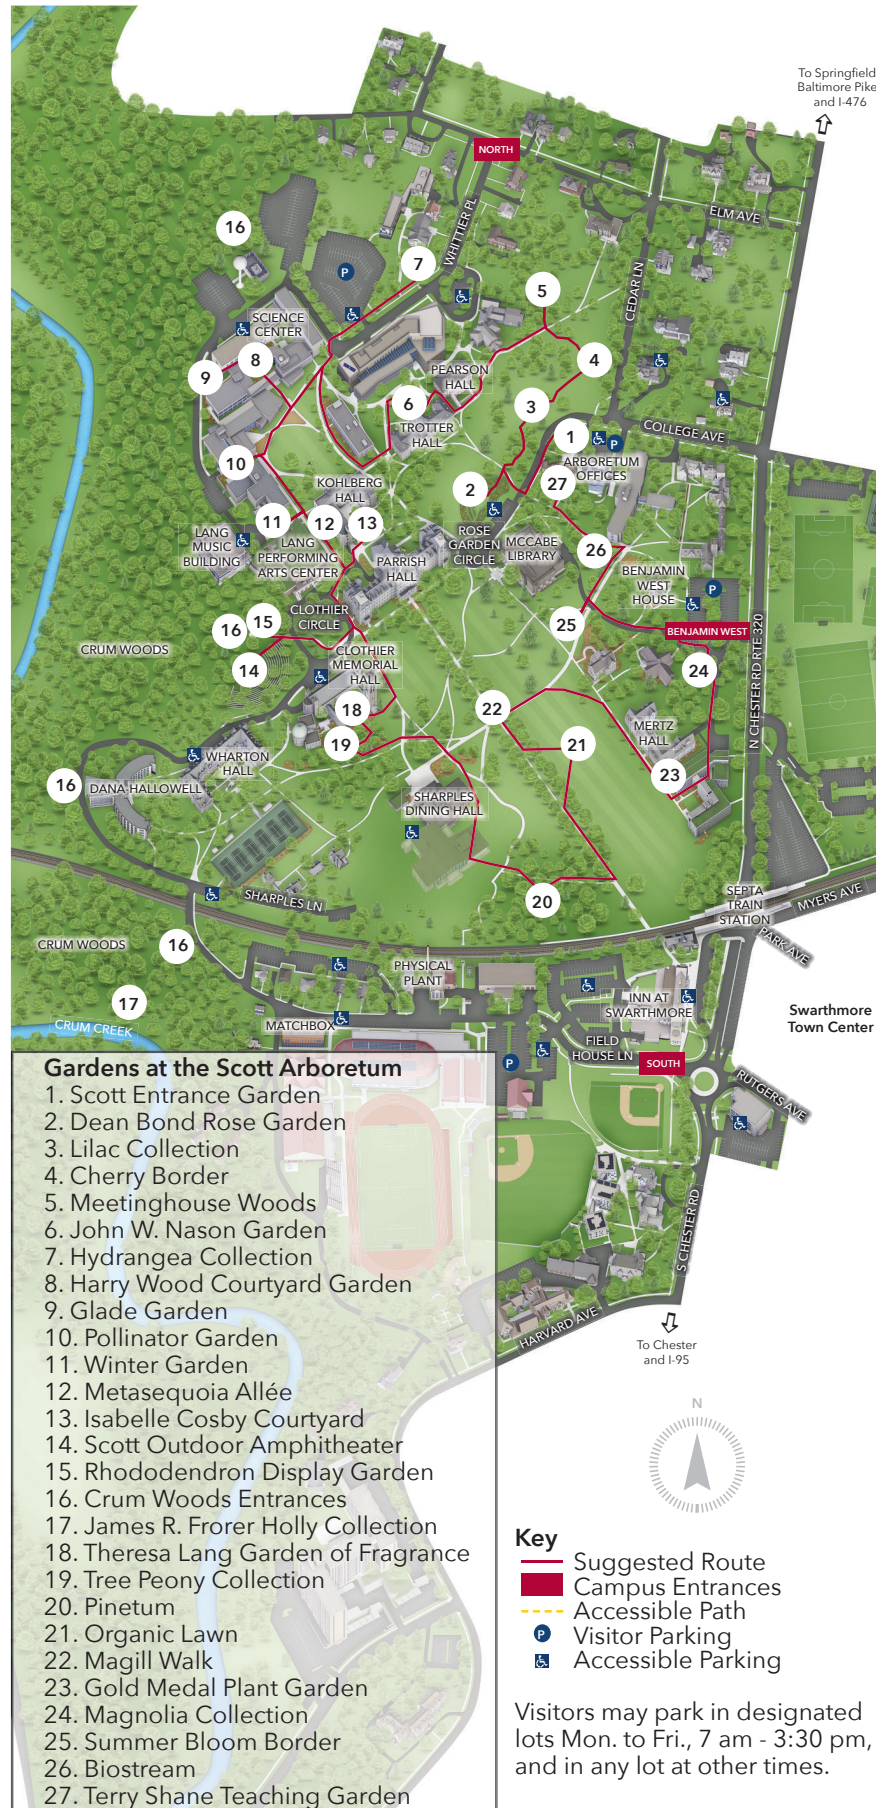 To Springfield
Baltimore Pike
and I-476
NORTH
ELM AVE
WHITTIER PL
CEDAR LN
16
P
7
5
SCIENCE
CENTER
9
8
4
PEARSON
HALL
6
3
TROTTER
HALL
1
P
COLLEGE AVE
10
ARBORETUM
OFFICES
2
27
KOHLBERG
HALL
11
12
13
ROSE
GARDEN
CIRCLE
MCCABE
LIBRARY
26
LANG
MUSIC
BUILDING
LANG
PERFORMING
ARTS CENTER
PARRISH
HALL
BENJAMIN
WEST
HOUSE
P
16
15
CLOTHIER
CIRCLE
25
BENJAMIN WEST
N CHESTER RD RTE 320
CRUM WOODS
14
CLOTHIER
MEMORIAL
HALL
24
18
22
MERTZ
HALL
19
21
WHARTON
HALL
16
DANA-HALLOWELL
23
SHARPLES
DINING HALL
20
SHARPLES LN
SEPTA
TRAIN
STATION
MYERS AVE
PARK AVE
CRUM WOODS
16
PHYSICAL
PLANT
17
INN AT
SWARTHMORE
Swarthmore
Town Center
CRUM CREEK
MATCHBOX
FIELD
HOUSE LN
P
SOUTH
RUTGERS AVE
S CHESTER RD
HARVARD AVE
To Chester
and I-95
Gardens at the Scott Arboretum
1. Scott Entrance Garden
2. Dean Bond Rose Garden
3. Lilac Collection
4. Cherry Border
5. Meetinghouse Woods
6. John W. Nason Garden
7. Hydrangea Collection
8. Harry Wood Courtyard Garden
9. Glade Garden
10. Pollinator Garden
11. Winter Garden
12. Metasequoia Allée
13. Isabelle Cosby Courtyard
14. Scott Outdoor Amphitheater
15. Rhododendron Display Garden
16. Crum Woods Entrances
17. James R. Frorer Holly Collection
18. Theresa Lang Garden of Fragrance
19. Tree Peony Collection
20. Pinetum
21. Organic Lawn
22. Magill Walk
23. Gold Medal Plant Garden
24. Magnolia Collection
25. Summer Bloom Border
26. Biostream
27. Terry Shane Teaching Garden
N
Key
Suggested Route
Campus Entrances
Accessible Path
P Visitor Parking
Accessible Parking
Visitors may park in designated
lots Mon. to Fri., 7 am - 3:30 pm,
and in any lot at other times.